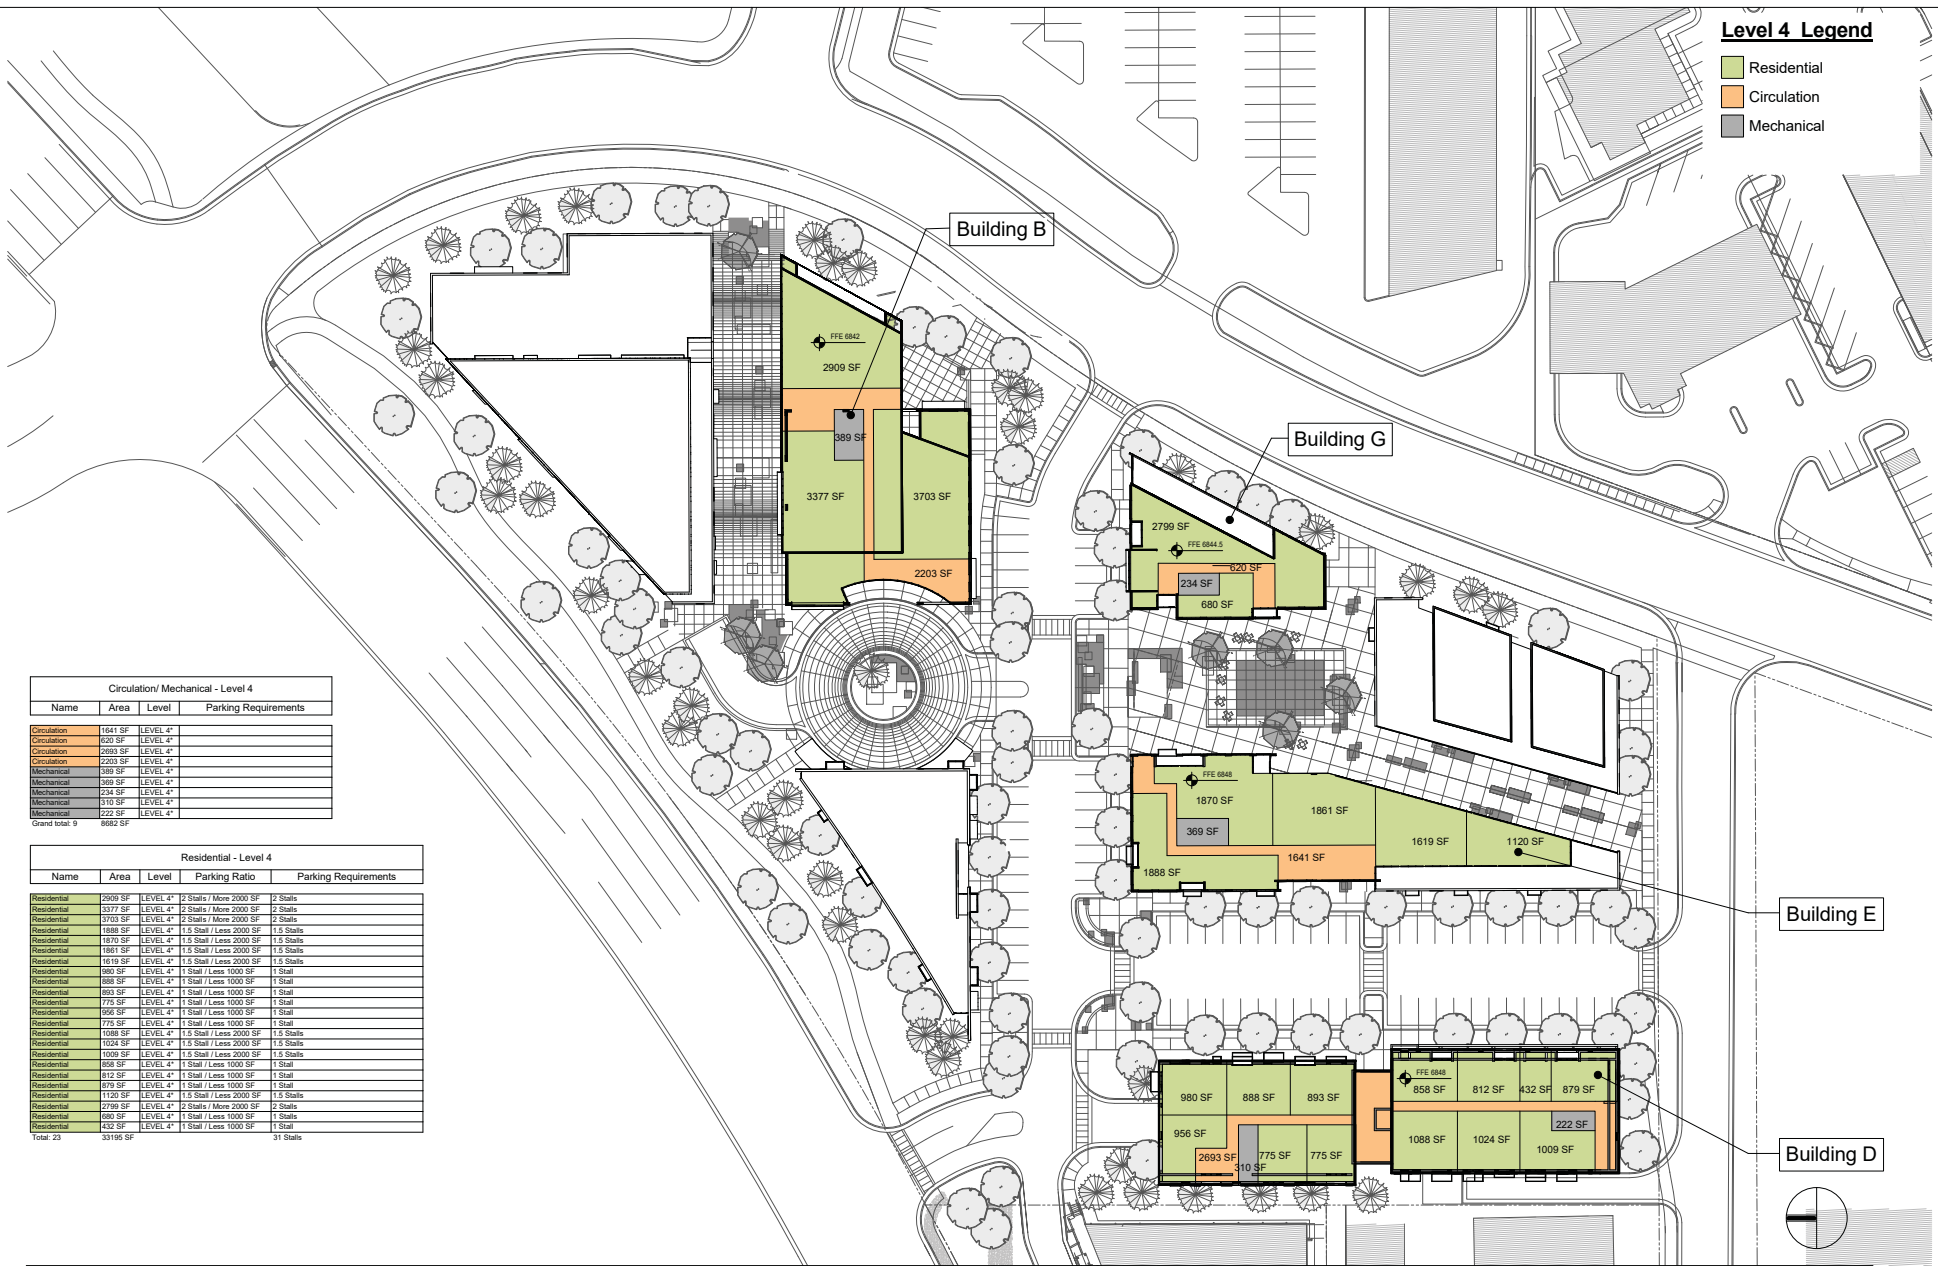 Level 4 Legend
Residential
Circulation
Mechanical
Building B
FFE 6842
2909 SF
389 SF
3377 SF
3703 SF
2203 SF
Building G
2799 SF
FFE 6844.5
620 SF
234 SF
680 SF
FFE 6848
1870 SF
1861 SF
369 SF
1619 SF
1120 SF
1641 SF
1888 SF
Building E
FFE 6848
858 SF
812 SF
432 SF
879 SF
980 SF
888 SF
893 SF
956 SF
1088 SF
1024 SF
222 SF
1009 SF
2693 SF
310 SF
775 SF
775 SF
Building D
Circulation/ Mechanical - Level 4
Name Area Level Parking Requirements
Circulation 1641 SF LEVEL 4*
Circulation 620 SF LEVEL 4*
Circulation 2693 SF LEVEL 4*
Circulation 2203 SF LEVEL 4*
Mechanical 389 SF LEVEL 4*
Mechanical 369 SF LEVEL 4*
Mechanical 234 SF LEVEL 4*
Mechanical 310 SF LEVEL 4*
Mechanical 222 SF LEVEL 4*
Grand total: 9 8682 SF
Residential - Level 4
Name Area Level Parking Ratio Parking Requirements
Residential 2909 SF LEVEL 4* 2 Stalls / More 2000 SF 2 Stalls
Residential 3377 SF LEVEL 4* 2 Stalls / More 2000 SF 2 Stalls
Residential 3703 SF LEVEL 4* 2 Stalls / More 2000 SF 2 Stalls
Residential 1888 SF LEVEL 4* 1.5 Stall / Less 2000 SF 1.5 Stalls
Residential 1870 SF LEVEL 4* 1.5 Stall / Less 2000 SF 1.5 Stalls
Residential 1861 SF LEVEL 4* 1.5 Stall / Less 2000 SF 1.5 Stalls
Residential 1619 SF LEVEL 4* 1.5 Stall / Less 2000 SF 1.5 Stalls
Residential 980 SF LEVEL 4* 1 Stall / Less 1000 SF 1 Stall
Residential 888 SF LEVEL 4* 1 Stall / Less 1000 SF 1 Stall
Residential 893 SF LEVEL 4* 1 Stall / Less 1000 SF 1 Stall
Residential 775 SF LEVEL 4* 1 Stall / Less 1000 SF 1 Stall
Residential 956 SF LEVEL 4* 1 Stall / Less 1000 SF 1 Stall
Residential 775 SF LEVEL 4* 1 Stall / Less 1000 SF 1 Stall
Residential 1088 SF LEVEL 4* 1.5 Stall / Less 2000 SF 1.5 Stalls
Residential 1024 SF LEVEL 4* 1.5 Stall / Less 2000 SF 1.5 Stalls
Residential 1009 SF LEVEL 4* 1.5 Stall / Less 2000 SF 1.5 Stalls
Residential 858 SF LEVEL 4* 1 Stall / Less 1000 SF 1 Stall
Residential 812 SF LEVEL 4* 1 Stall / Less 1000 SF 1 Stall
Residential 879 SF LEVEL 4* 1 Stall / Less 1000 SF 1 Stall
Residential 1120 SF LEVEL 4* 1.5 Stall / Less 2000 SF 1.5 Stalls
Residential 2799 SF LEVEL 4* 2 Stalls / More 2000 SF 2 Stalls
Residential 680 SF LEVEL 4* 1 Stall / Less 1000 SF 1 Stalls
Residential 432 SF LEVEL 4* 1 Stall / Less 1000 SF 1 Stall
Total: 23 33195 SF 31 Stalls